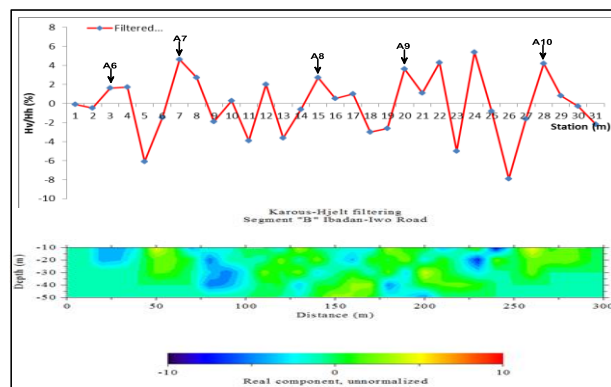 8
Filtered...
6
4
2
0
-2
-4
-6
-8
-10
Hv/Hh (%)
A6
A7
A8
A9
A10
1 2 3 4 5 6 7 8 9 10 11 12 13 14 15 16 17 18 19 20 21 22 23 24 25 26 27 28 29 30 31
Station (m)
Karous-Hjelt filtering
Segment "B" Ibadan-Iwo Road
Depth (m)
-10
-20
-30
-40
-50
0 50 100 150 200 250 300
Distance (m)
-10 0 10
Real component, unnormalized